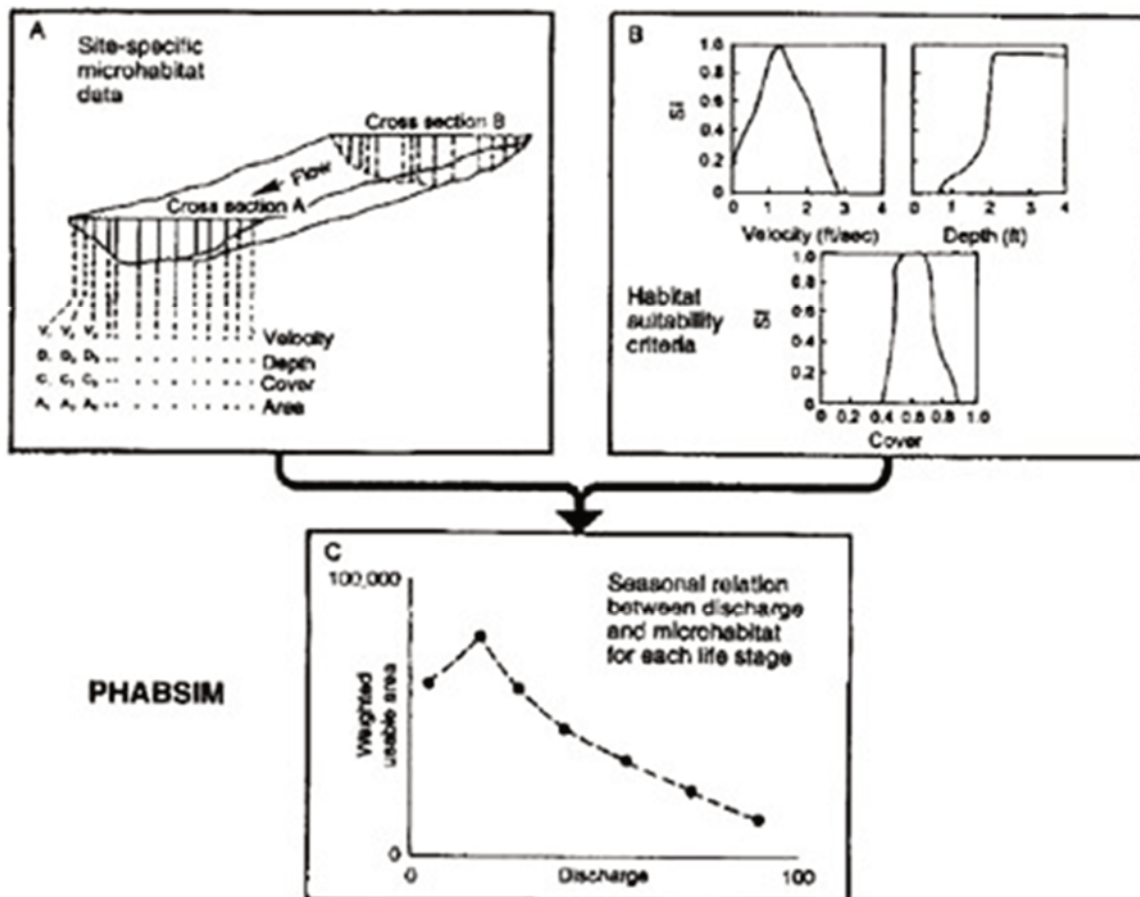 A
Site-specific
microhabitat
data
Cross section B
Flow
Cross section A
V V V Velocity
D D D Depth
C C C Cover
A A A Area
B
SI
1.0
0.8
0.6
0.4
0.2
0
0 1 2 3 4
Velocity (ft/sec)
0 1 2 3 4
Depth (ft)
Habitat
suitability
criteria
SI
1.0
0.8
0.6
0.4
0.2
0
0 0.2 0.4 0.6 0.8 1.0
Cover
PHABSIM
C
100,000
Weighted
usable area
0
0 Discharge 100
Seasonal relation
between discharge
and microhabitat
for each life stage